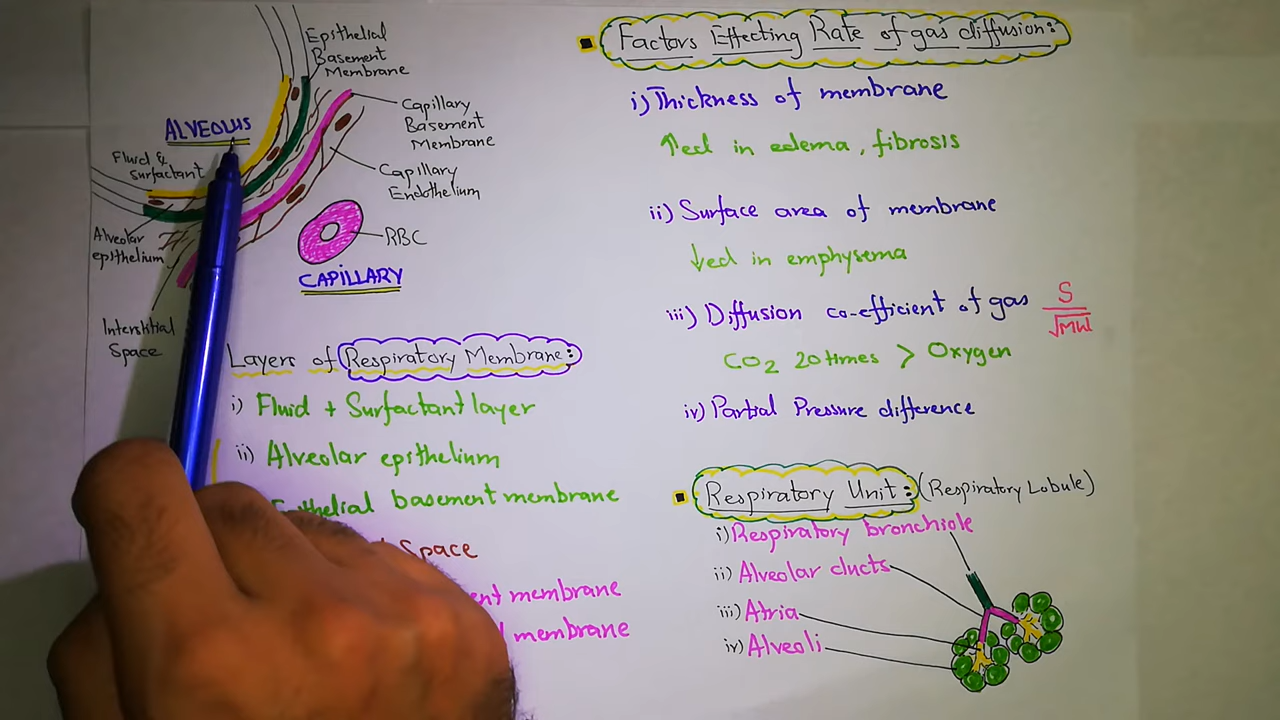 Epithelial
Basement
Membrane
Capillary
Basement
Membrane
ALVEOLUS
Fluid &
Surfactant
Capillary
Endothelium
Alveolar
epithelium
RBC
CAPILLARY
Interstitial
Space
Layers of Respiratory Membrane:
i) Fluid + Surfactant layer
ii) Alveolar epithelium
basement membrane
Space
membrane
membrane
Factors Effecting Rate of gas diffusion:
i) Thickness of membrane
↑ed in edema, fibrosis
ii) Surface area of membrane
↓ed in emphysema
iii) Diffusion co-efficient of gas S/√MW
CO2 20 times > Oxygen
iv) Partial Pressure difference
Respiratory Unit: (Respiratory Lobule)
i) Respiratory bronchiole
ii) Alveolar ducts
iii) Atria
iv) Alveoli